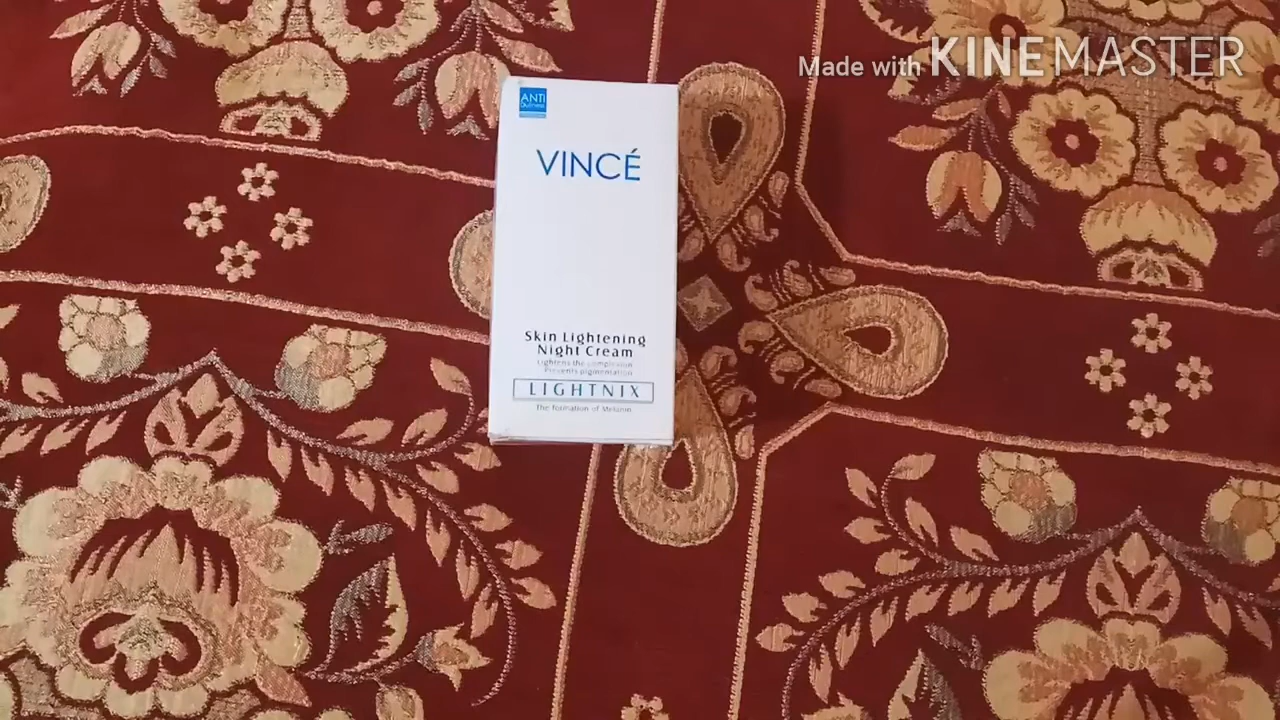 Made with KINEMASTER
ANTI
Dullness
VINCÉ
Skin Lightening
Night Cream
Lightens the complexion
Prevents pigmentation
LIGHTNIX
The formation of Melanin